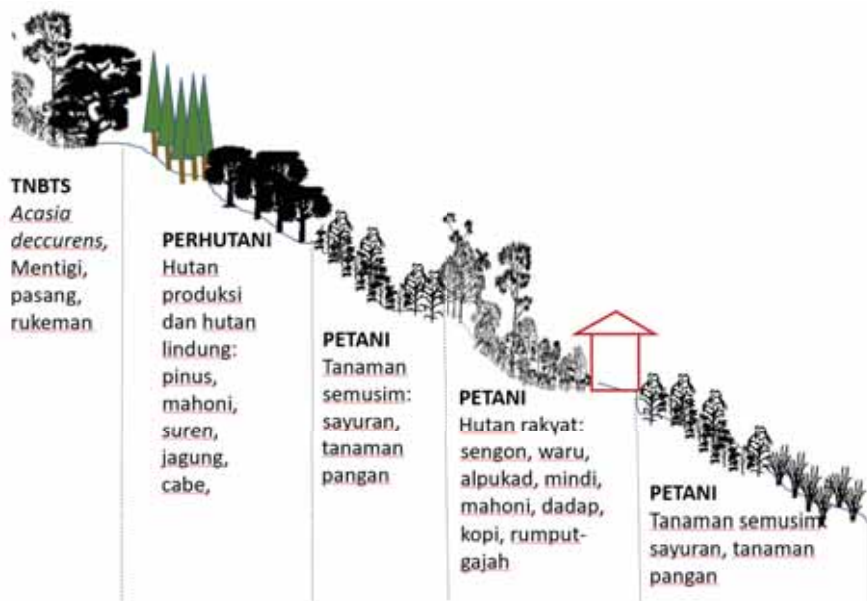 TNBTS
Acasia
deccurens,
Mentigi,
pasang,
rukeman
PERHUTANI
Hutan
produksi
dan hutan
lindung:
pinus,
mahoni,
suren,
jagung,
cabe,
PETANI
Tanaman
semusim:
sayuran,
tanaman
pangan
PETANI
Hutan rakyat:
sengon, waru,
alpukad, mindi,
mahoni, dadap,
kopi, rumput-
gajah
PETANI
Tanaman semusim
sayuran, tanaman
pangan